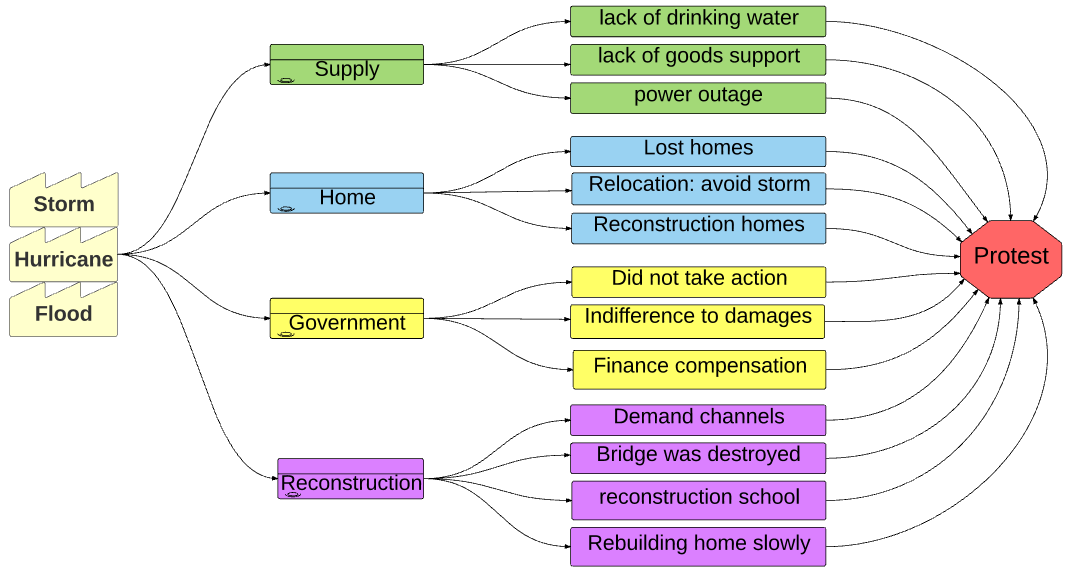 Storm
Hurricane
Flood
Supply
Home
Government
Reconstruction
lack of drinking water
lack of goods support
power outage
Lost homes
Relocation: avoid storm
Reconstruction homes
Did not take action
Indifference to damages
Finance compensation
Demand channels
Bridge was destroyed
reconstruction school
Rebuilding home slowly
Protest